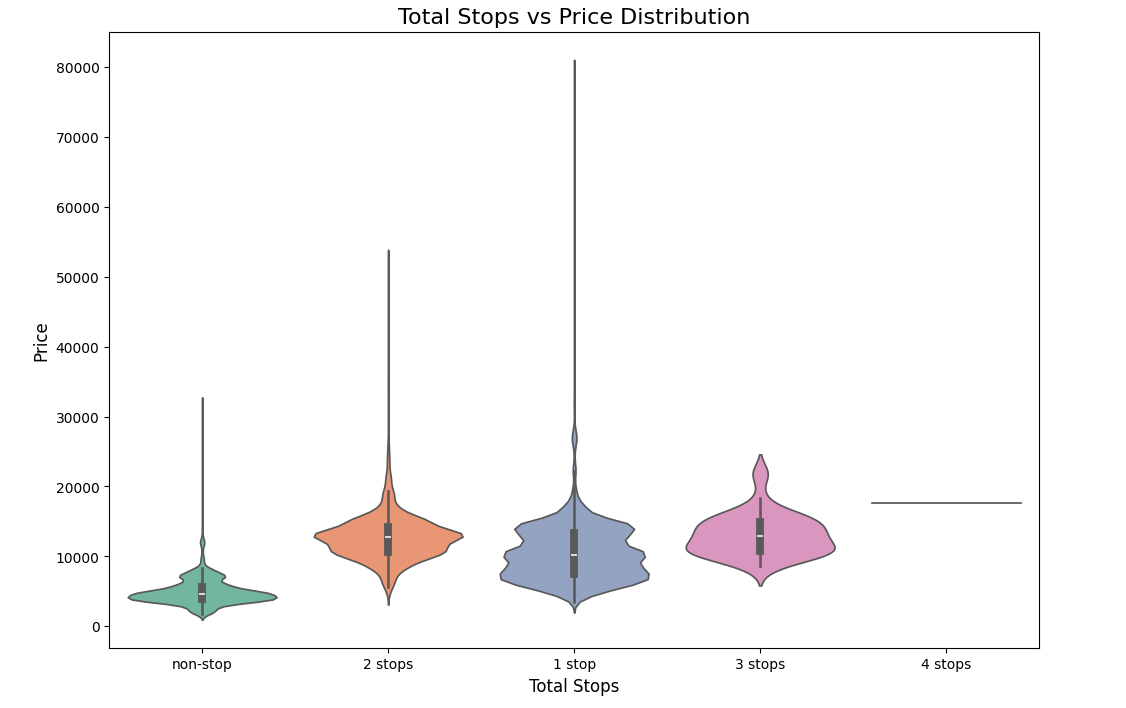 Total Stops vs Price Distribution
80000
70000
60000
50000
40000
30000
20000
10000
0
Price
non-stop
2 stops
1 stop
3 stops
4 stops
Total Stops